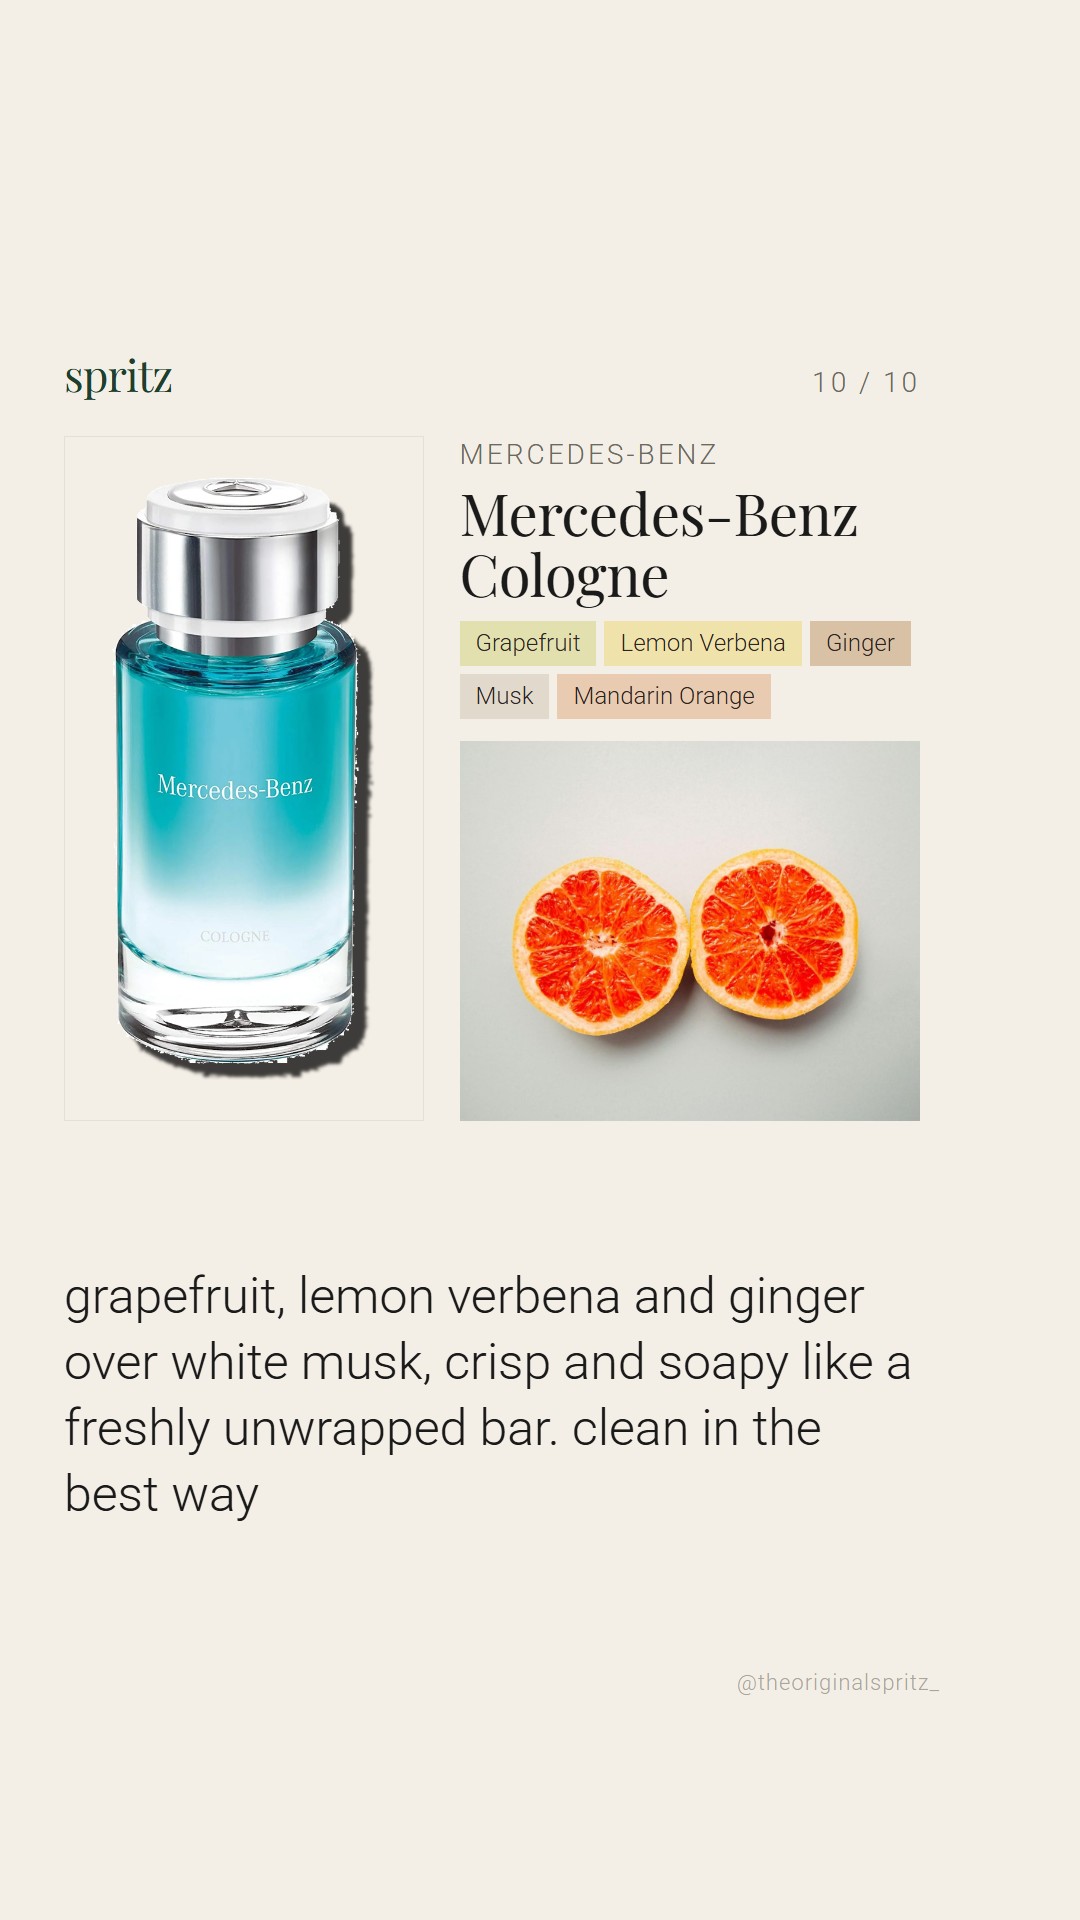 spritz
10 / 10
MERCEDES-BENZ
Mercedes-Benz
Cologne
Grapefruit
Lemon Verbena
Ginger
Musk
Mandarin Orange
Mercedes-Benz
COLOGNE
grapefruit, lemon verbena and ginger
over white musk, crisp and soapy like a
freshly unwrapped bar. clean in the
best way
@theoriginalspritz_